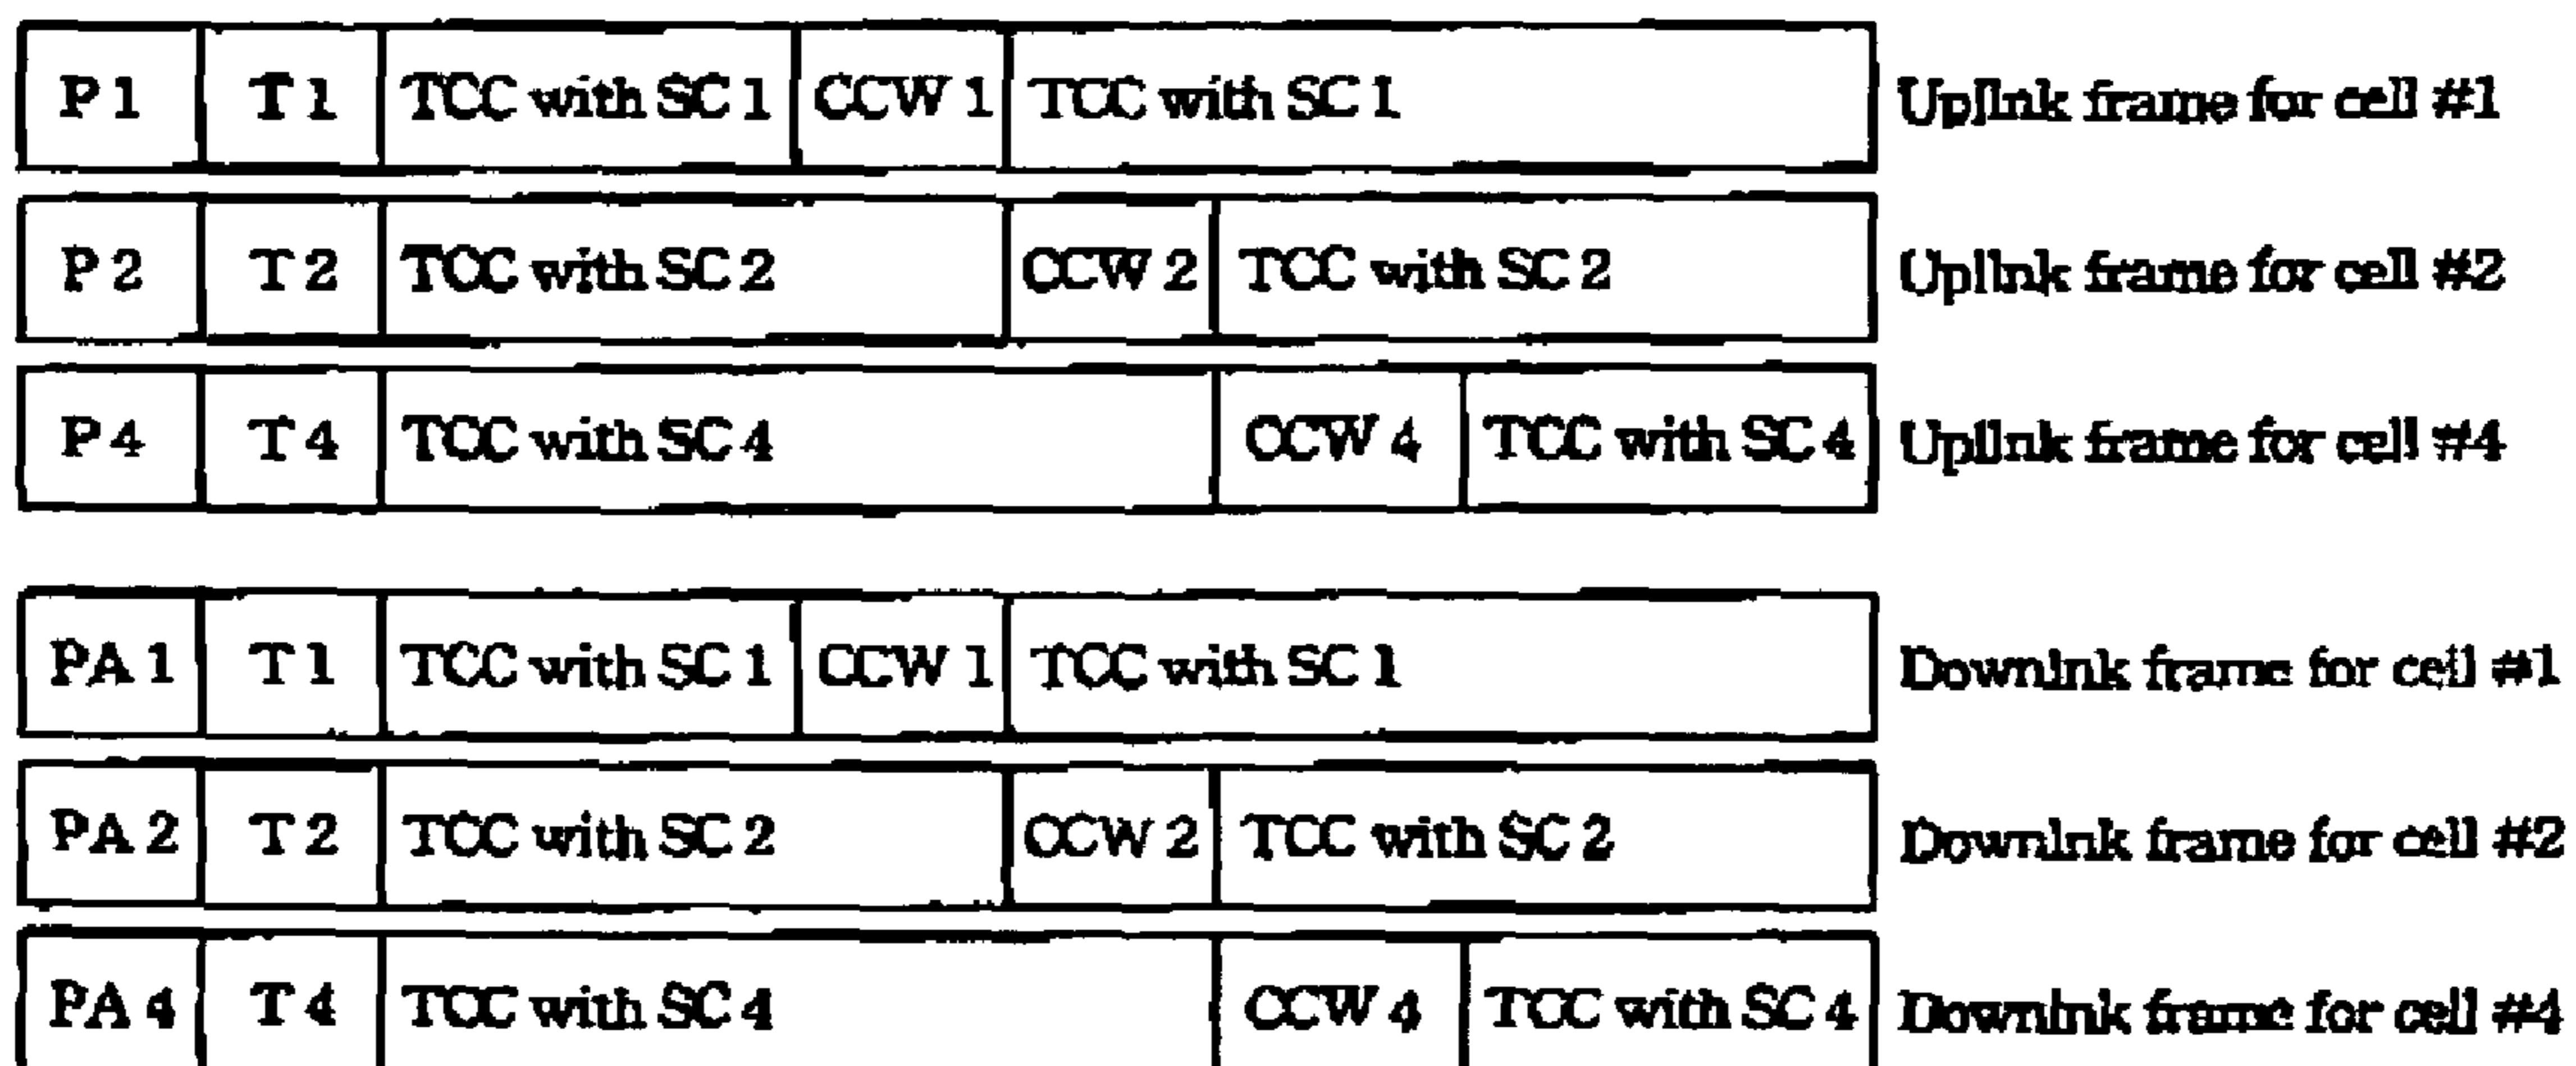 P 1 T 1 TCC with SC 1 CCW 1 TCC with SC 1 Uplink frame for cell #1
P 2 T 2 TCC with SC 2 CCW 2 TCC with SC 2 Uplink frame for cell #2
P 4 T 4 TCC with SC 4 CCW 4 TCC with SC 4 Uplink frame for cell #4
PA 1 T 1 TCC with SC 1 CCW 1 TCC with SC 1 Downlnk frame for cell #1
PA 2 T 2 TCC with SC 2 CCW 2 TCC with SC 2 Downlnk frame for cell #2
PA 4 T 4 TCC with SC 4 CCW 4 TCC with SC 4 Downlnk frame for cell #4